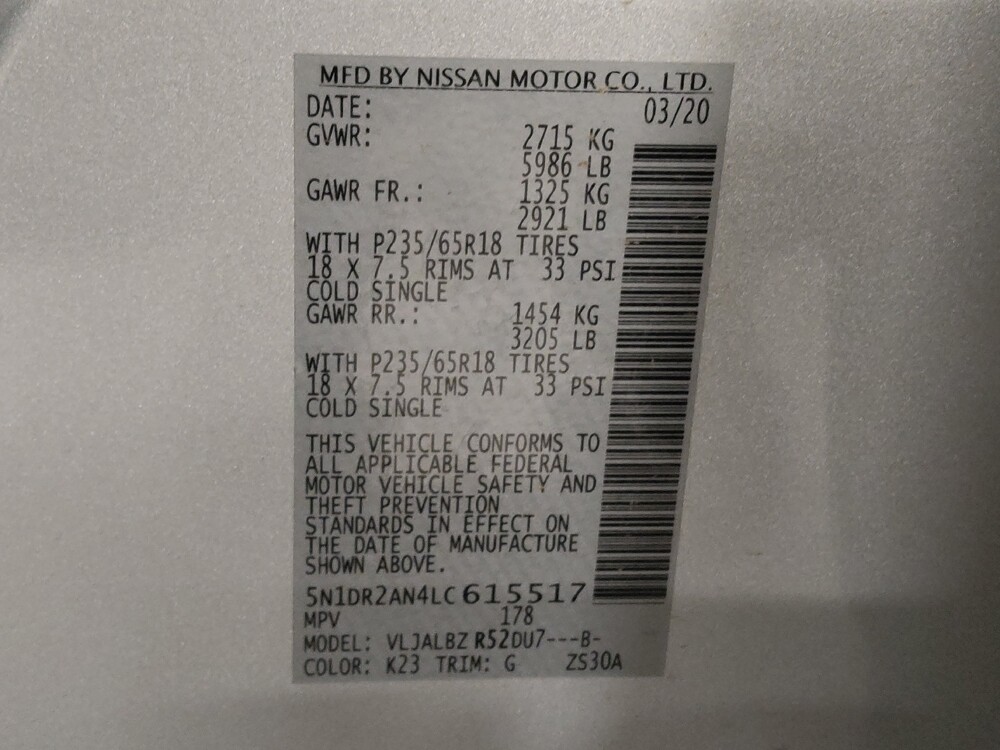 MFD BY NISSAN MOTOR CO., LTD.
DATE: 03/20
GVWR: 2715 KG
5986 LB
GAWR FR.: 1325 KG
2921 LB
WITH P235/65R18 TIRES
18 X 7.5 RIMS AT 33 PSI
COLD SINGLE
GAWR RR.: 1454 KG
3205 LB
WITH P235/65R18 TIRES
18 X 7.5 RIMS AT 33 PSI
COLD SINGLE
THIS VEHICLE CONFORMS TO
ALL APPLICABLE FEDERAL
MOTOR VEHICLE SAFETY AND
THEFT PREVENTION
STANDARDS IN EFFECT ON
THE DATE OF MANUFACTURE
SHOWN ABOVE.
5N1DR2AN4LC615517
MPV 178
MODEL: VLJALBZ R52DU7---B-
COLOR: K23 TRIM: G ZS30A